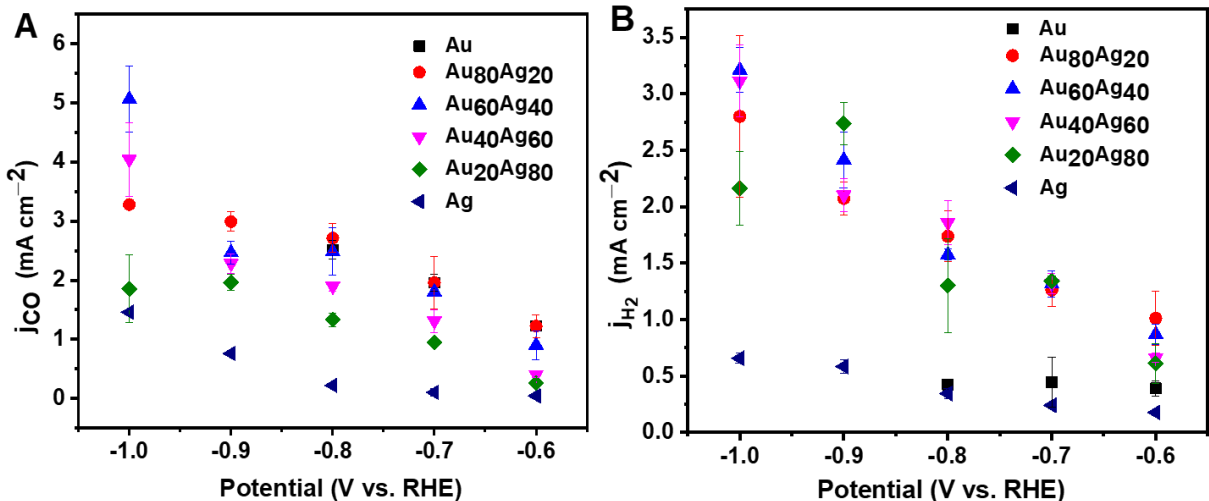 A
jCO (mA cm−2)
6
5
4
3
2
1
0
-1.0 -0.9 -0.8 -0.7 -0.6
Potential (V vs. RHE)
Au
Au80Ag20
Au60Ag40
Au40Ag60
Au20Ag80
Ag
B
jH2 (mA cm−2)
3.5
3.0
2.5
2.0
1.5
1.0
0.5
0.0
-1.0 -0.9 -0.8 -0.7 -0.6
Potential (V vs. RHE)
Au
Au80Ag20
Au60Ag40
Au40Ag60
Au20Ag80
Ag